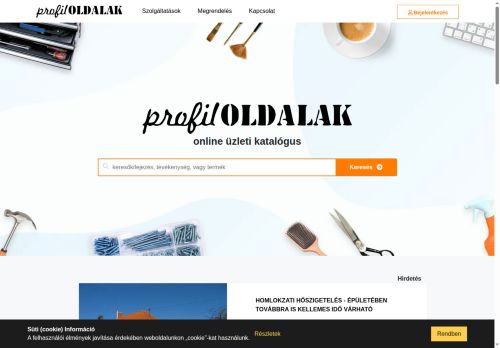 profilOLDALAK
Szolgáltatások
Megrendelés
Kapcsolat
Bejelentkezés
profilOLDALAK
online üzleti katalógus
keresőkifejezés, tevékenység, vagy termék
Keresés
Hirdetés
HOMLOKZATI HŐSZIGETELÉS - ÉPÜLETÉBEN
TOVÁBBRA IS KELLEMES IDŐ VÁRHATÓ
Süti (cookie) Információ
A felhasználói élmények javítása érdekében weboldalunkon „cookie”-kat használunk.
Részletek
Rendben